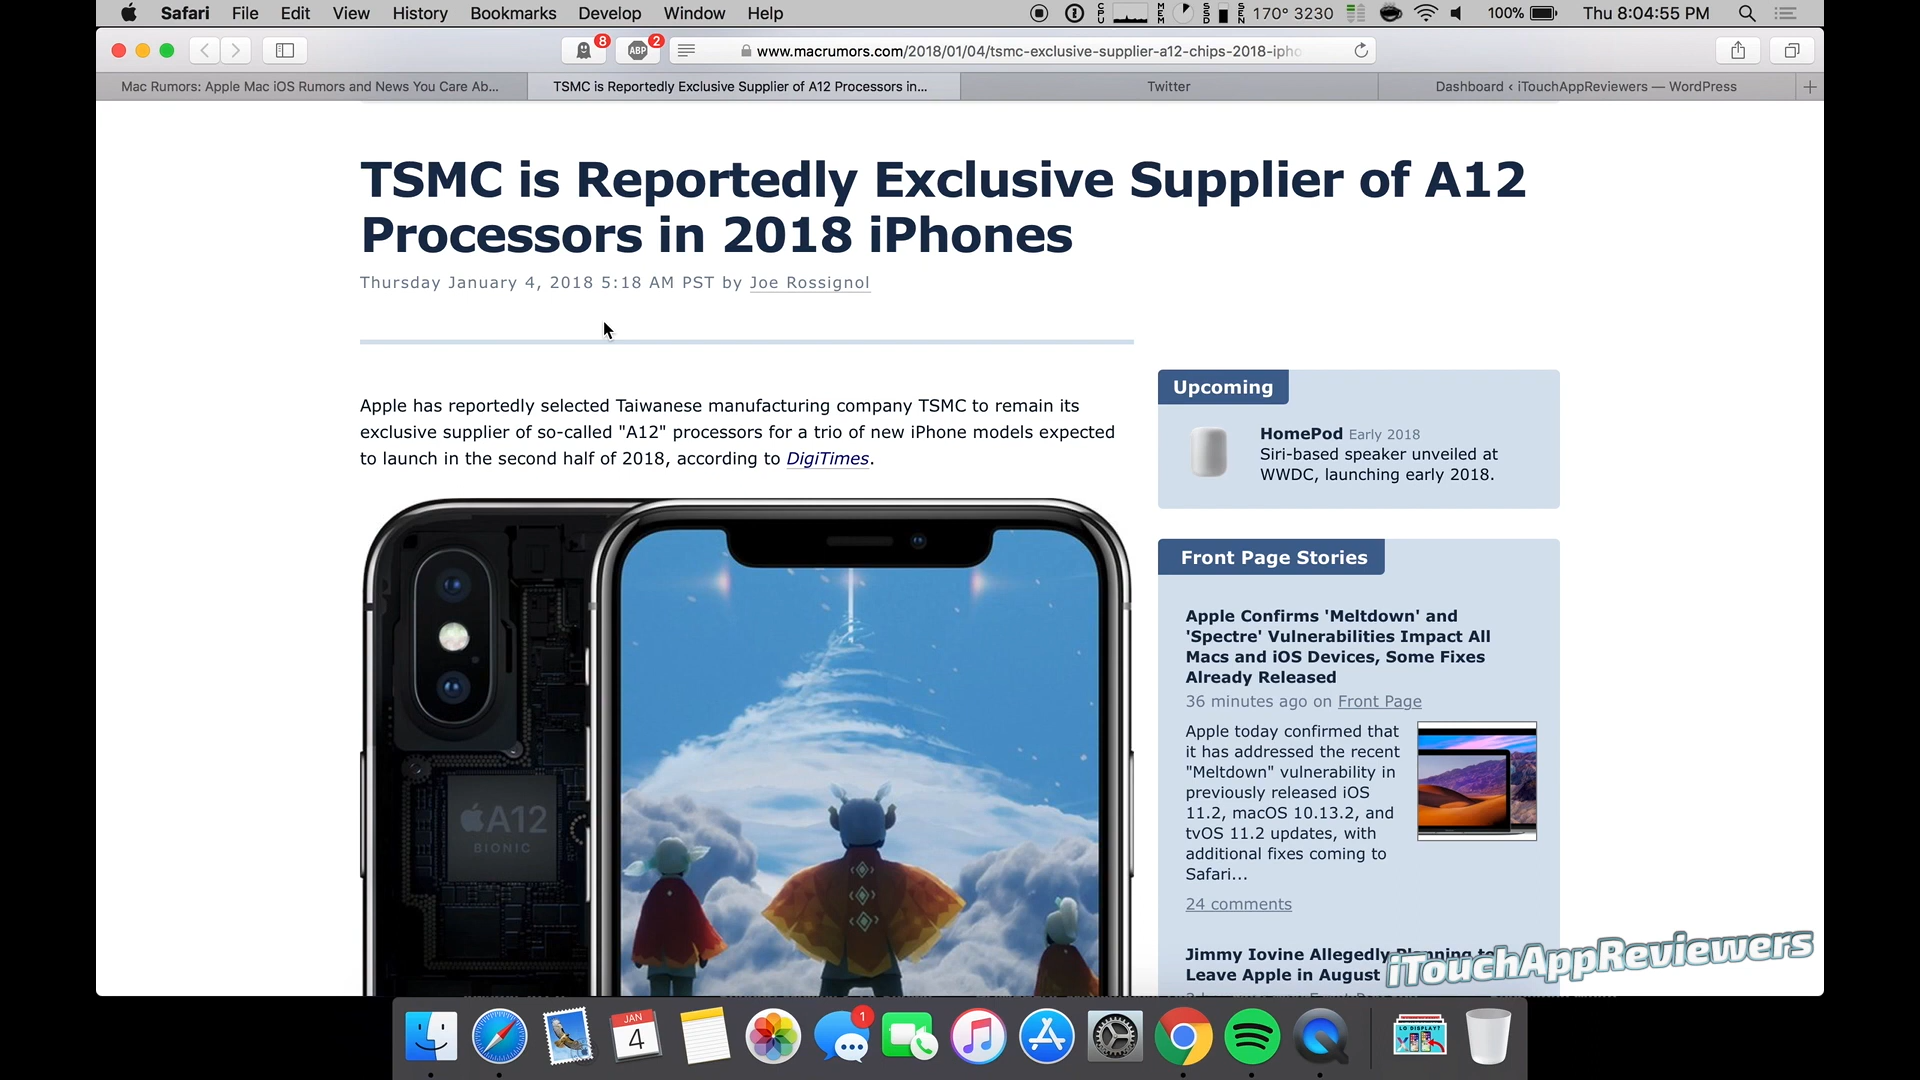 Safari File Edit View History Bookmarks Develop Window Help
CPU MEM SSD SEN 170° 3230 100% Thu 8:04:55 PM
8 ABP 2 www.macrumors.com/2018/01/04/tsmc-exclusive-supplier-a12-chips-2018-ipho
Mac Rumors: Apple Mac iOS Rumors and News You Care Ab... TSMC is Reportedly Exclusive Supplier of A12 Processors in... Twitter Dashboard ‹ iTouchAppReviewers — WordPress
TSMC is Reportedly Exclusive Supplier of A12
Processors in 2018 iPhones
Thursday January 4, 2018 5:18 AM PST by Joe Rossignol
Apple has reportedly selected Taiwanese manufacturing company TSMC to remain its
exclusive supplier of so-called "A12" processors for a trio of new iPhone models expected
to launch in the second half of 2018, according to DigiTimes.
A12
BIONIC
Upcoming
HomePod Early 2018
Siri-based speaker unveiled at
WWDC, launching early 2018.
Front Page Stories
Apple Confirms 'Meltdown' and
'Spectre' Vulnerabilities Impact All
Macs and iOS Devices, Some Fixes
Already Released
36 minutes ago on Front Page
Apple today confirmed that
it has addressed the recent
"Meltdown" vulnerability in
previously released iOS
11.2, macOS 10.13.2, and
tvOS 11.2 updates, with
additional fixes coming to
Safari...
24 comments
Jimmy Iovine Allegedly Planning to
Leave Apple in August
iTouchAppReviewers
JAN
4
1
LG DISPLAY?